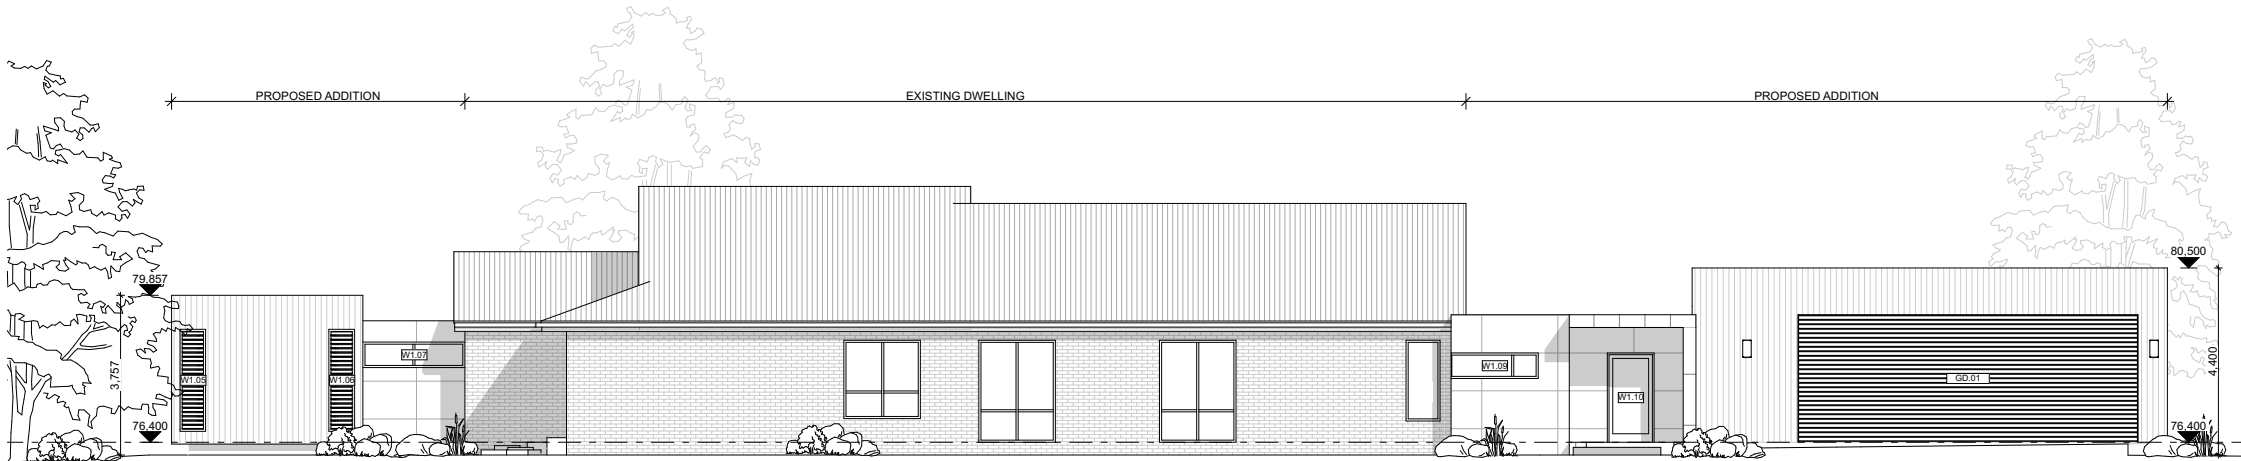 PROPOSED ADDITION
EXISTING DWELLING
PROPOSED ADDITION
79,857
80,500
3,757
4,400
W1.05
W1.06
W1.07
W1.09
W1.10
GD.01
76,400
76,400